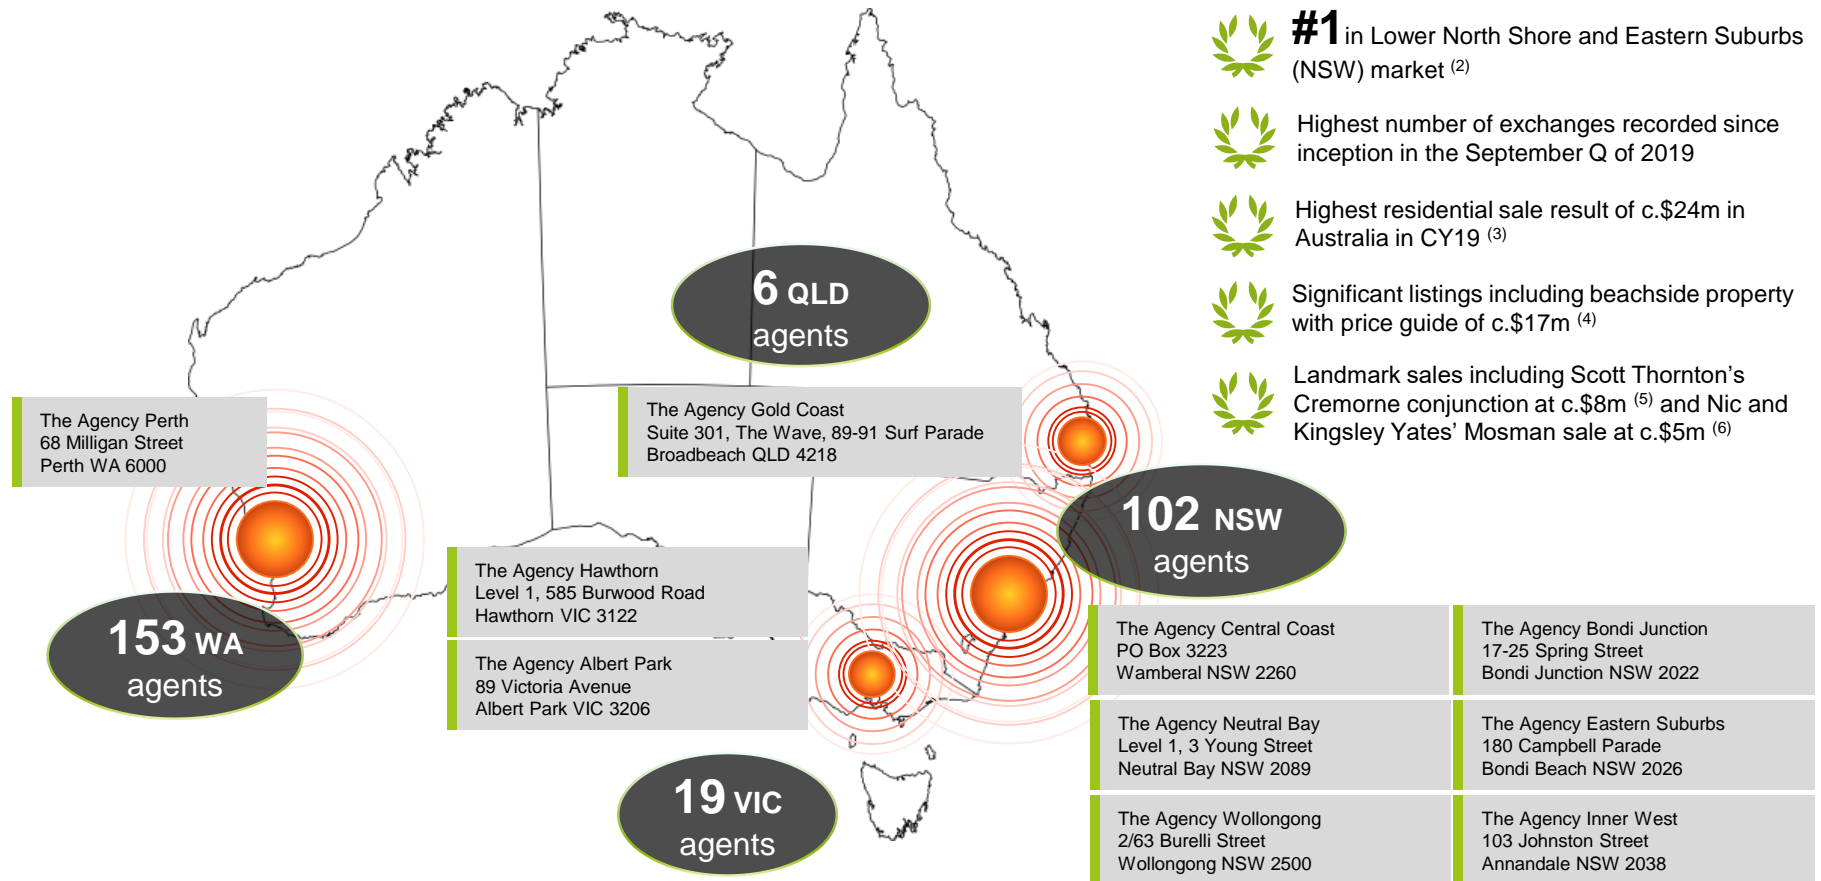 #1 in Lower North Shore and Eastern Suburbs
(NSW) market (2)
Highest number of exchanges recorded since
inception in the September Q of 2019
Highest residential sale result of c.$24m in
Australia in CY19 (3)
Significant listings including beachside property
with price guide of c.$17m (4)
Landmark sales including Scott Thornton's
Cremorne conjunction at c.$8m (5) and Nic and
Kingsley Yates' Mosman sale at c.$5m (6)
6 QLD
agents
The Agency Perth
68 Milligan Street
Perth WA 6000
The Agency Gold Coast
Suite 301, The Wave, 89-91 Surf Parade
Broadbeach QLD 4218
102 NSW
agents
The Agency Hawthorn
Level 1, 585 Burwood Road
Hawthorn VIC 3122
153 WA
agents
The Agency Albert Park
89 Victoria Avenue
Albert Park VIC 3206
19 VIC
agents
The Agency Central Coast
PO Box 3223
Wamberal NSW 2260
The Agency Bondi Junction
17-25 Spring Street
Bondi Junction NSW 2022
The Agency Neutral Bay
Level 1, 3 Young Street
Neutral Bay NSW 2089
The Agency Eastern Suburbs
180 Campbell Parade
Bondi Beach NSW 2026
The Agency Wollongong
2/63 Burelli Street
Wollongong NSW 2500
The Agency Inner West
103 Johnston Street
Annandale NSW 2038